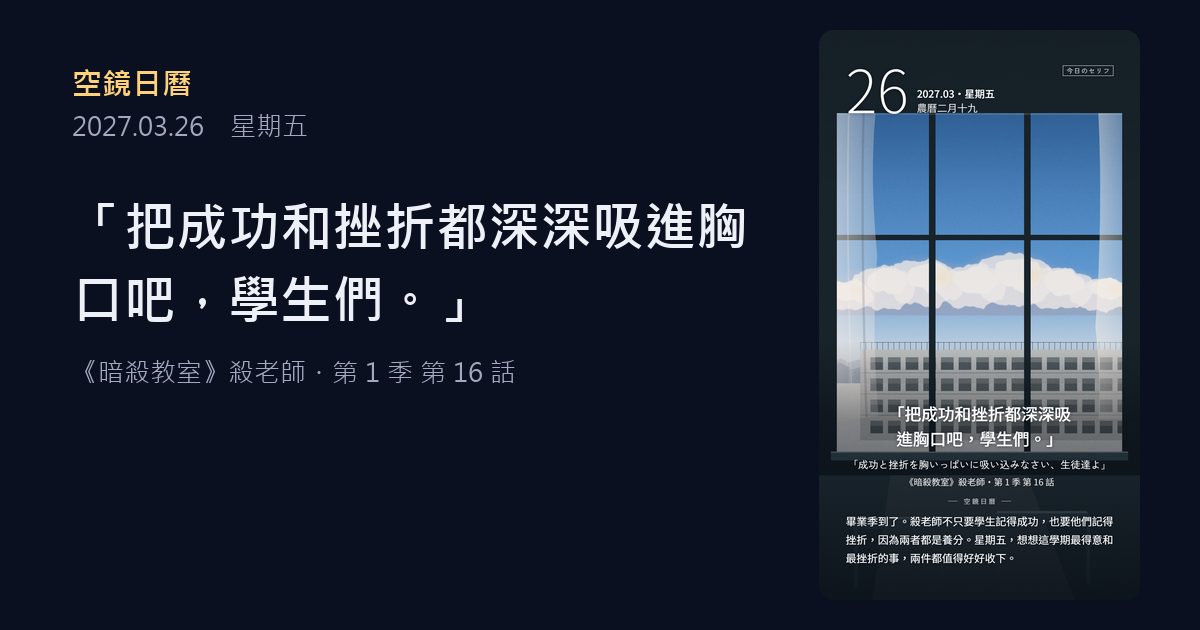 空鏡日曆
2027.03.26 星期五
「把成功和挫折都深深吸進胸
口吧，學生們。」
《暗殺教室》殺老師・第 1 季 第 16 話
今日のセリフ
26
2027.03・星期五
農曆二月十九
「把成功和挫折都深深吸
進胸口吧，學生們。」
「成功と挫折を胸いっぱいに吸い込みなさい、生徒達よ」
《暗殺教室》殺老師・第 1 季 第 16 話
— 空鏡日曆 —
畢業季到了。殺老師不只要學生記得成功，也要他們記得
挫折，因為兩者都是養分。星期五，想想這學期最得意和
最挫折的事，兩件都值得好好收下。